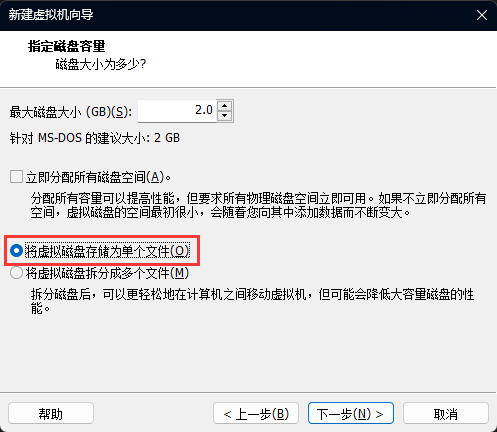 新建虚拟机向导
指定磁盘容量
磁盘大小为多少?
最大磁盘大小 (GB)(S): 2.0
针对 MS-DOS 的建议大小: 2 GB
立即分配所有磁盘空间(A)。
分配所有容量可以提高性能，但要求所有物理磁盘空间立即可用。如果不立即分配所有
空间，虚拟磁盘的空间最初很小，会随着您向其中添加数据而不断变大。
将虚拟磁盘存储为单个文件(O)
将虚拟磁盘拆分成多个文件(M)
拆分磁盘后，可以更轻松地在计算机之间移动虚拟机，但可能会降低大容量磁盘的性
能。
帮助 < 上一步(B) 下一步(N) > 取消